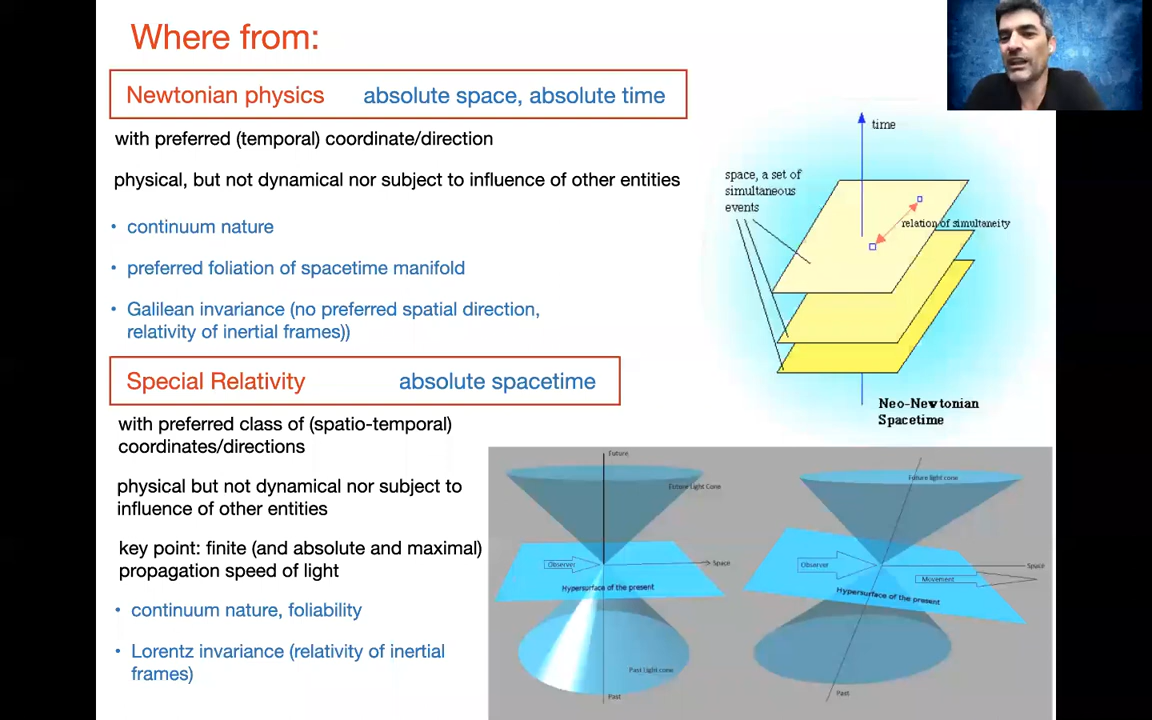 Where from:
Newtonian physics absolute space, absolute time
with preferred (temporal) coordinate/direction
physical, but not dynamical nor subject to influence of other entities
• continuum nature
• preferred foliation of spacetime manifold
• Galilean invariance (no preferred spatial direction,
relativity of inertial frames))
time
space, a set of
simultaneous
events
relation of simultaneity
Neo-Newtonian
Spacetime
Special Relativity absolute spacetime
with preferred class of (spatio-temporal)
coordinates/directions
physical but not dynamical nor subject to
influence of other entities
key point: finite (and absolute and maximal)
propagation speed of light
• continuum nature, foliability
• Lorentz invariance (relativity of inertial
frames)
Future
Future Light Cone
Observer
Space
Hypersurface of the present
Past Light cone
Past
Future light cone
Observer
Space
Movement
Hypersurface of the present
Past